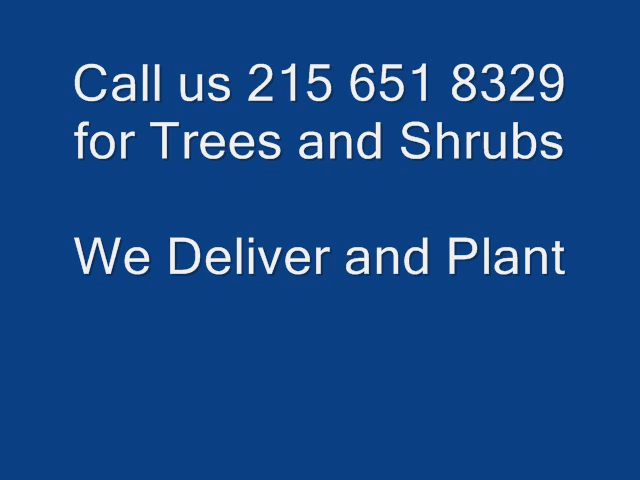 Call us 215 651 8329
for Trees and Shrubs
We Deliver and Plant